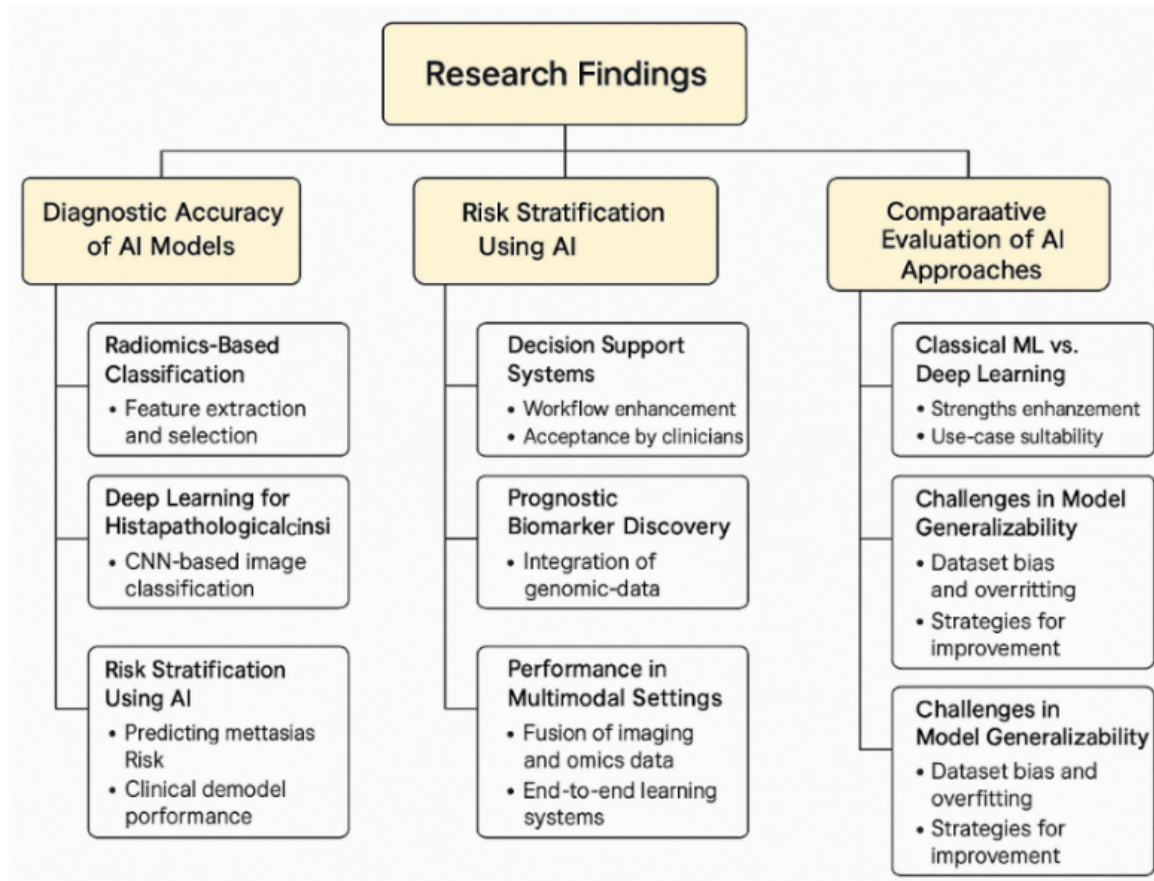 Research Findings
Diagnostic Accuracy
of AI Models
Radiomics-Based
Classification
• Feature extraction
and selection
Deep Learning for
Histapathologicalcinsi
• CNN-based image
classification
Risk Stratification
Using AI
• Predicting mettasias
Risk
• Clinical demodel
porformance
Risk Stratification
Using AI
Decision Support
Systems
• Workflow enhancement
• Acceptance by clinicians
Prognostic
Biomarker Discovery
• Integration of
genomic-data
Performance in
Multimodal Settings
• Fusion of imaging
and omics data
• End-to-end learning
systems
Comparaative
Evaluation of AI
Approaches
Classical ML vs.
Deep Learning
• Strengths enhanzement
• Use-case sultability
Challenges in Model
Generalizability
• Dataset bias
and overritting
• Strategies for
improvement
Challenges in
Model Generalizability
• Dataset bias and
overfitting
• Strategies for
improvement